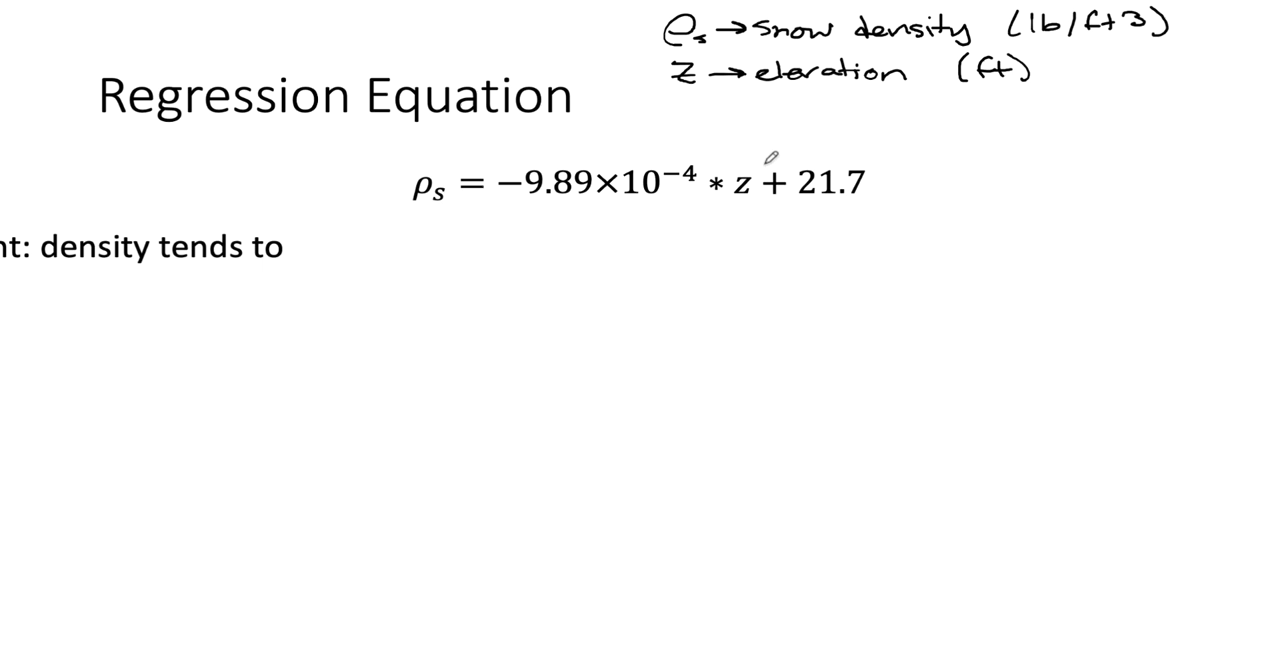 ρₛ → snow density (lb/ft3)
z → elevation (ft)
Regression Equation
𝜌ₛ = −9.89×10⁻⁴ * 𝑧 + 21.7
nt: density tends to